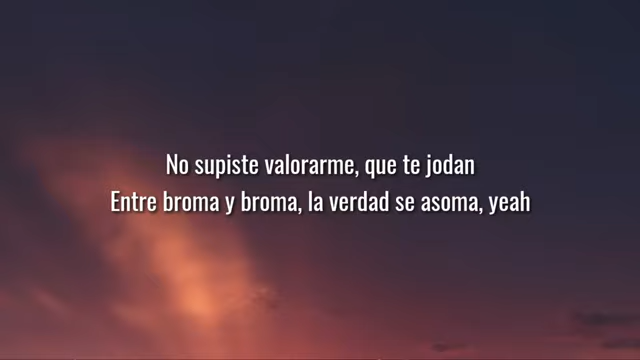 No supiste valorarme, que te jodan
Entre broma y broma, la verdad se asoma, yeah